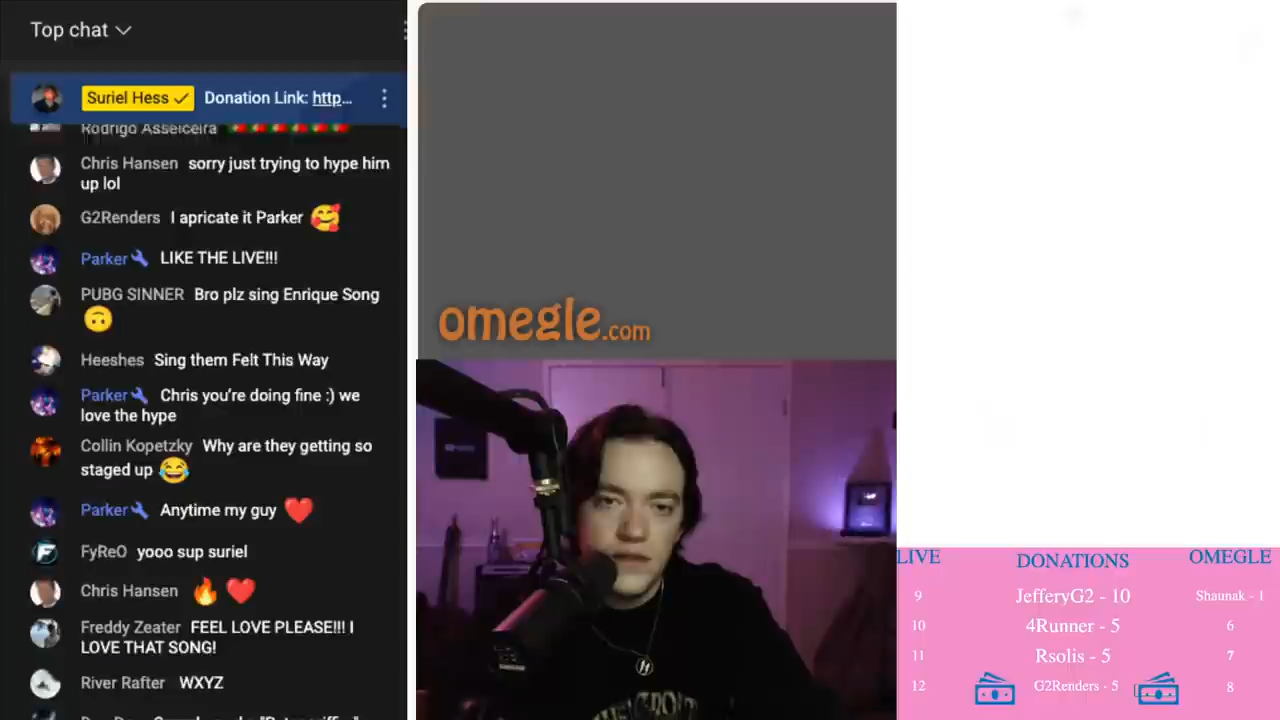 Top chat
Suriel Hess Donation Link: http...
Rodrigo Asseiceira
Chris Hansen sorry just trying to hype him
up lol
G2Renders I apricate it Parker
Parker LIKE THE LIVE!!!
PUBG SINNER Bro plz sing Enrique Song
Heeshes Sing them Felt This Way
Parker Chris you're doing fine :) we
love the hype
Collin Kopetzky Why are they getting so
staged up
Parker Anytime my guy
FyReO yooo sup suriel
Chris Hansen
Freddy Zeater FEEL LOVE PLEASE!!! I
LOVE THAT SONG!
River Rafter WXYZ
omegle.com
LIVE DONATIONS OMEGLE
9 JefferyG2 - 10 Shaunak - 1
10 4Runner - 5 6
11 Rsolis - 5 7
12 G2Renders - 5 8